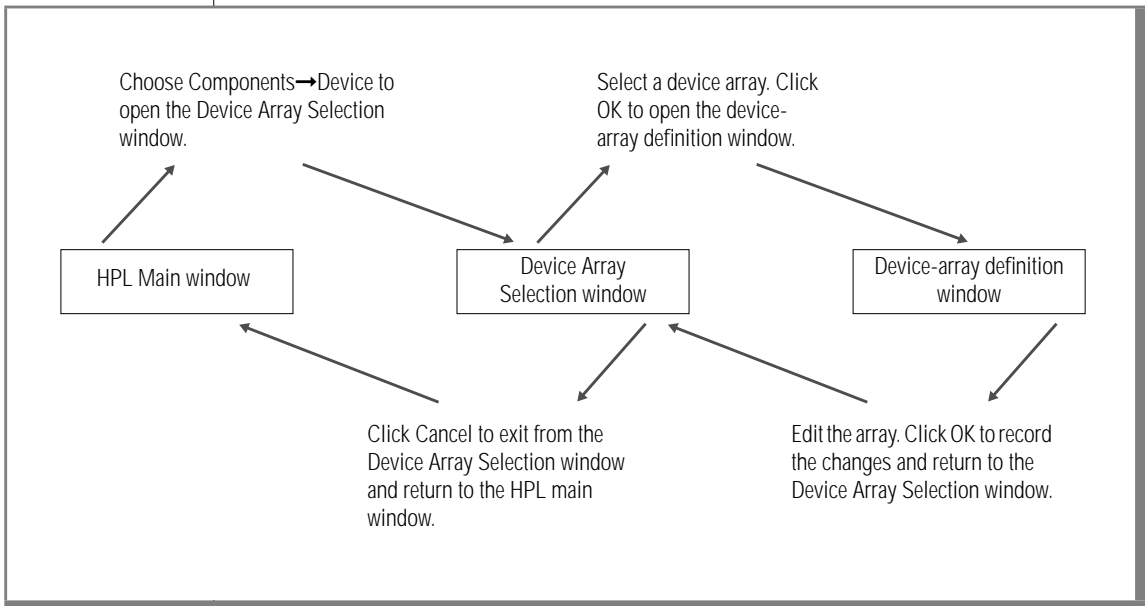 Choose Components→Device to
open the Device Array Selection
window.
Select a device array. Click
OK to open the device-
array definition window.
HPL Main window
Device Array
Selection window
Device-array definition
window
Click Cancel to exit from the
Device Array Selection window
and return to the HPL main
window.
Edit the array. Click OK to record
the changes and return to the
Device Array Selection window.